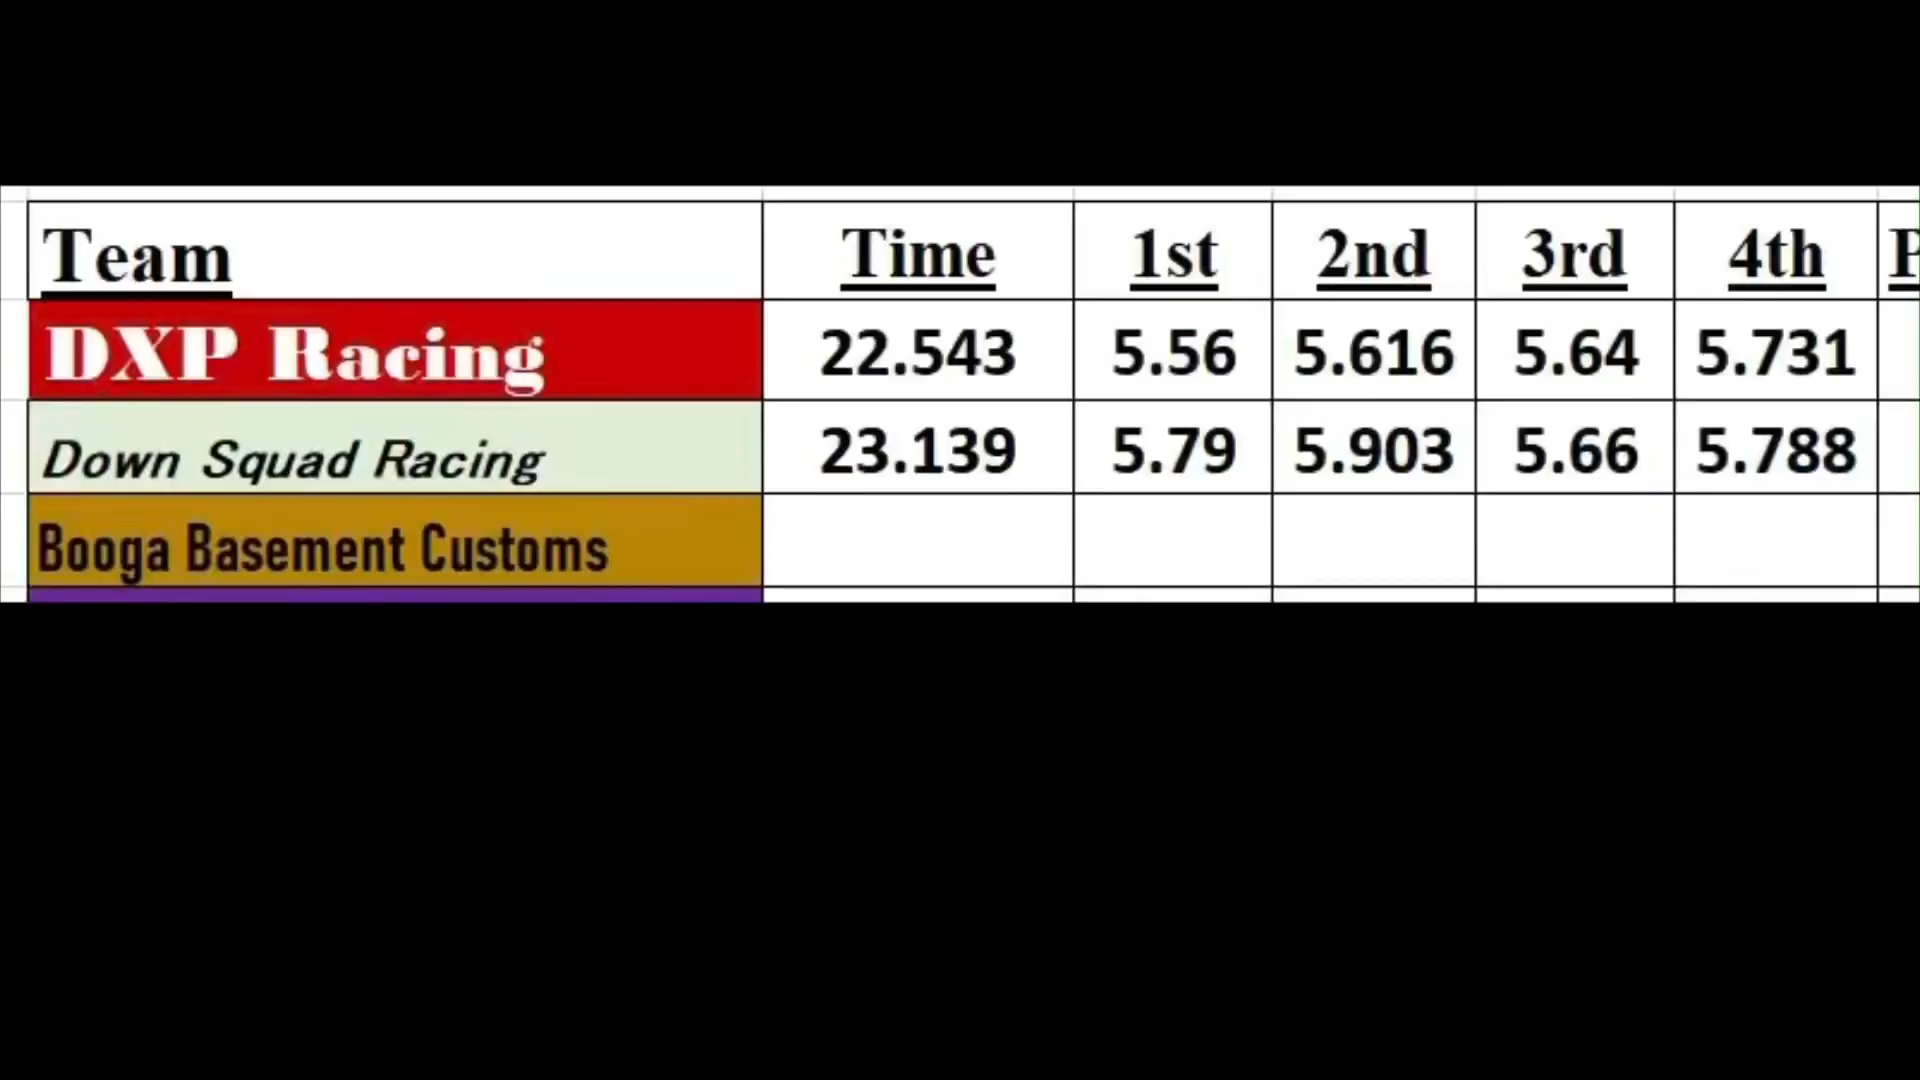 Team Time 1st 2nd 3rd 4th P
DXP Racing 22.543 5.56 5.616 5.64 5.731
Down Squad Racing 23.139 5.79 5.903 5.66 5.788
Booga Basement Customs